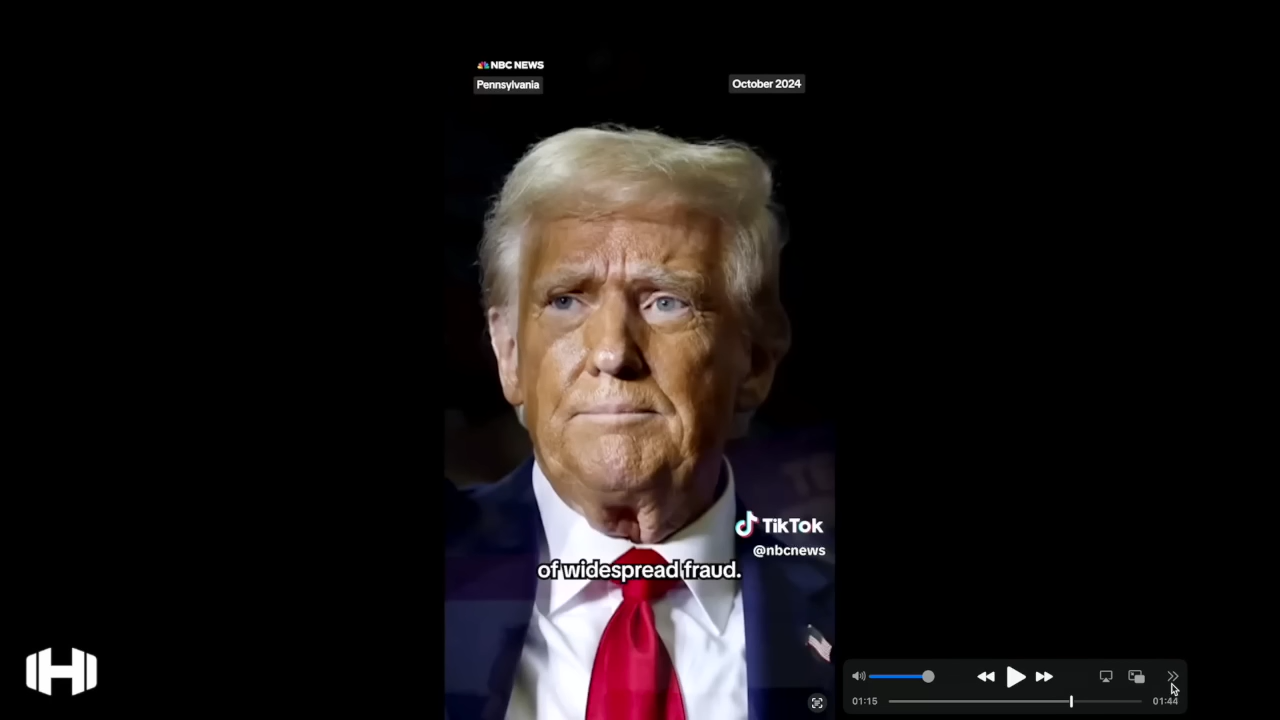 NBC NEWS
Pennsylvania
October 2024
TikTok
@nbcnews
of widespread fraud.
H
01:15
01:44